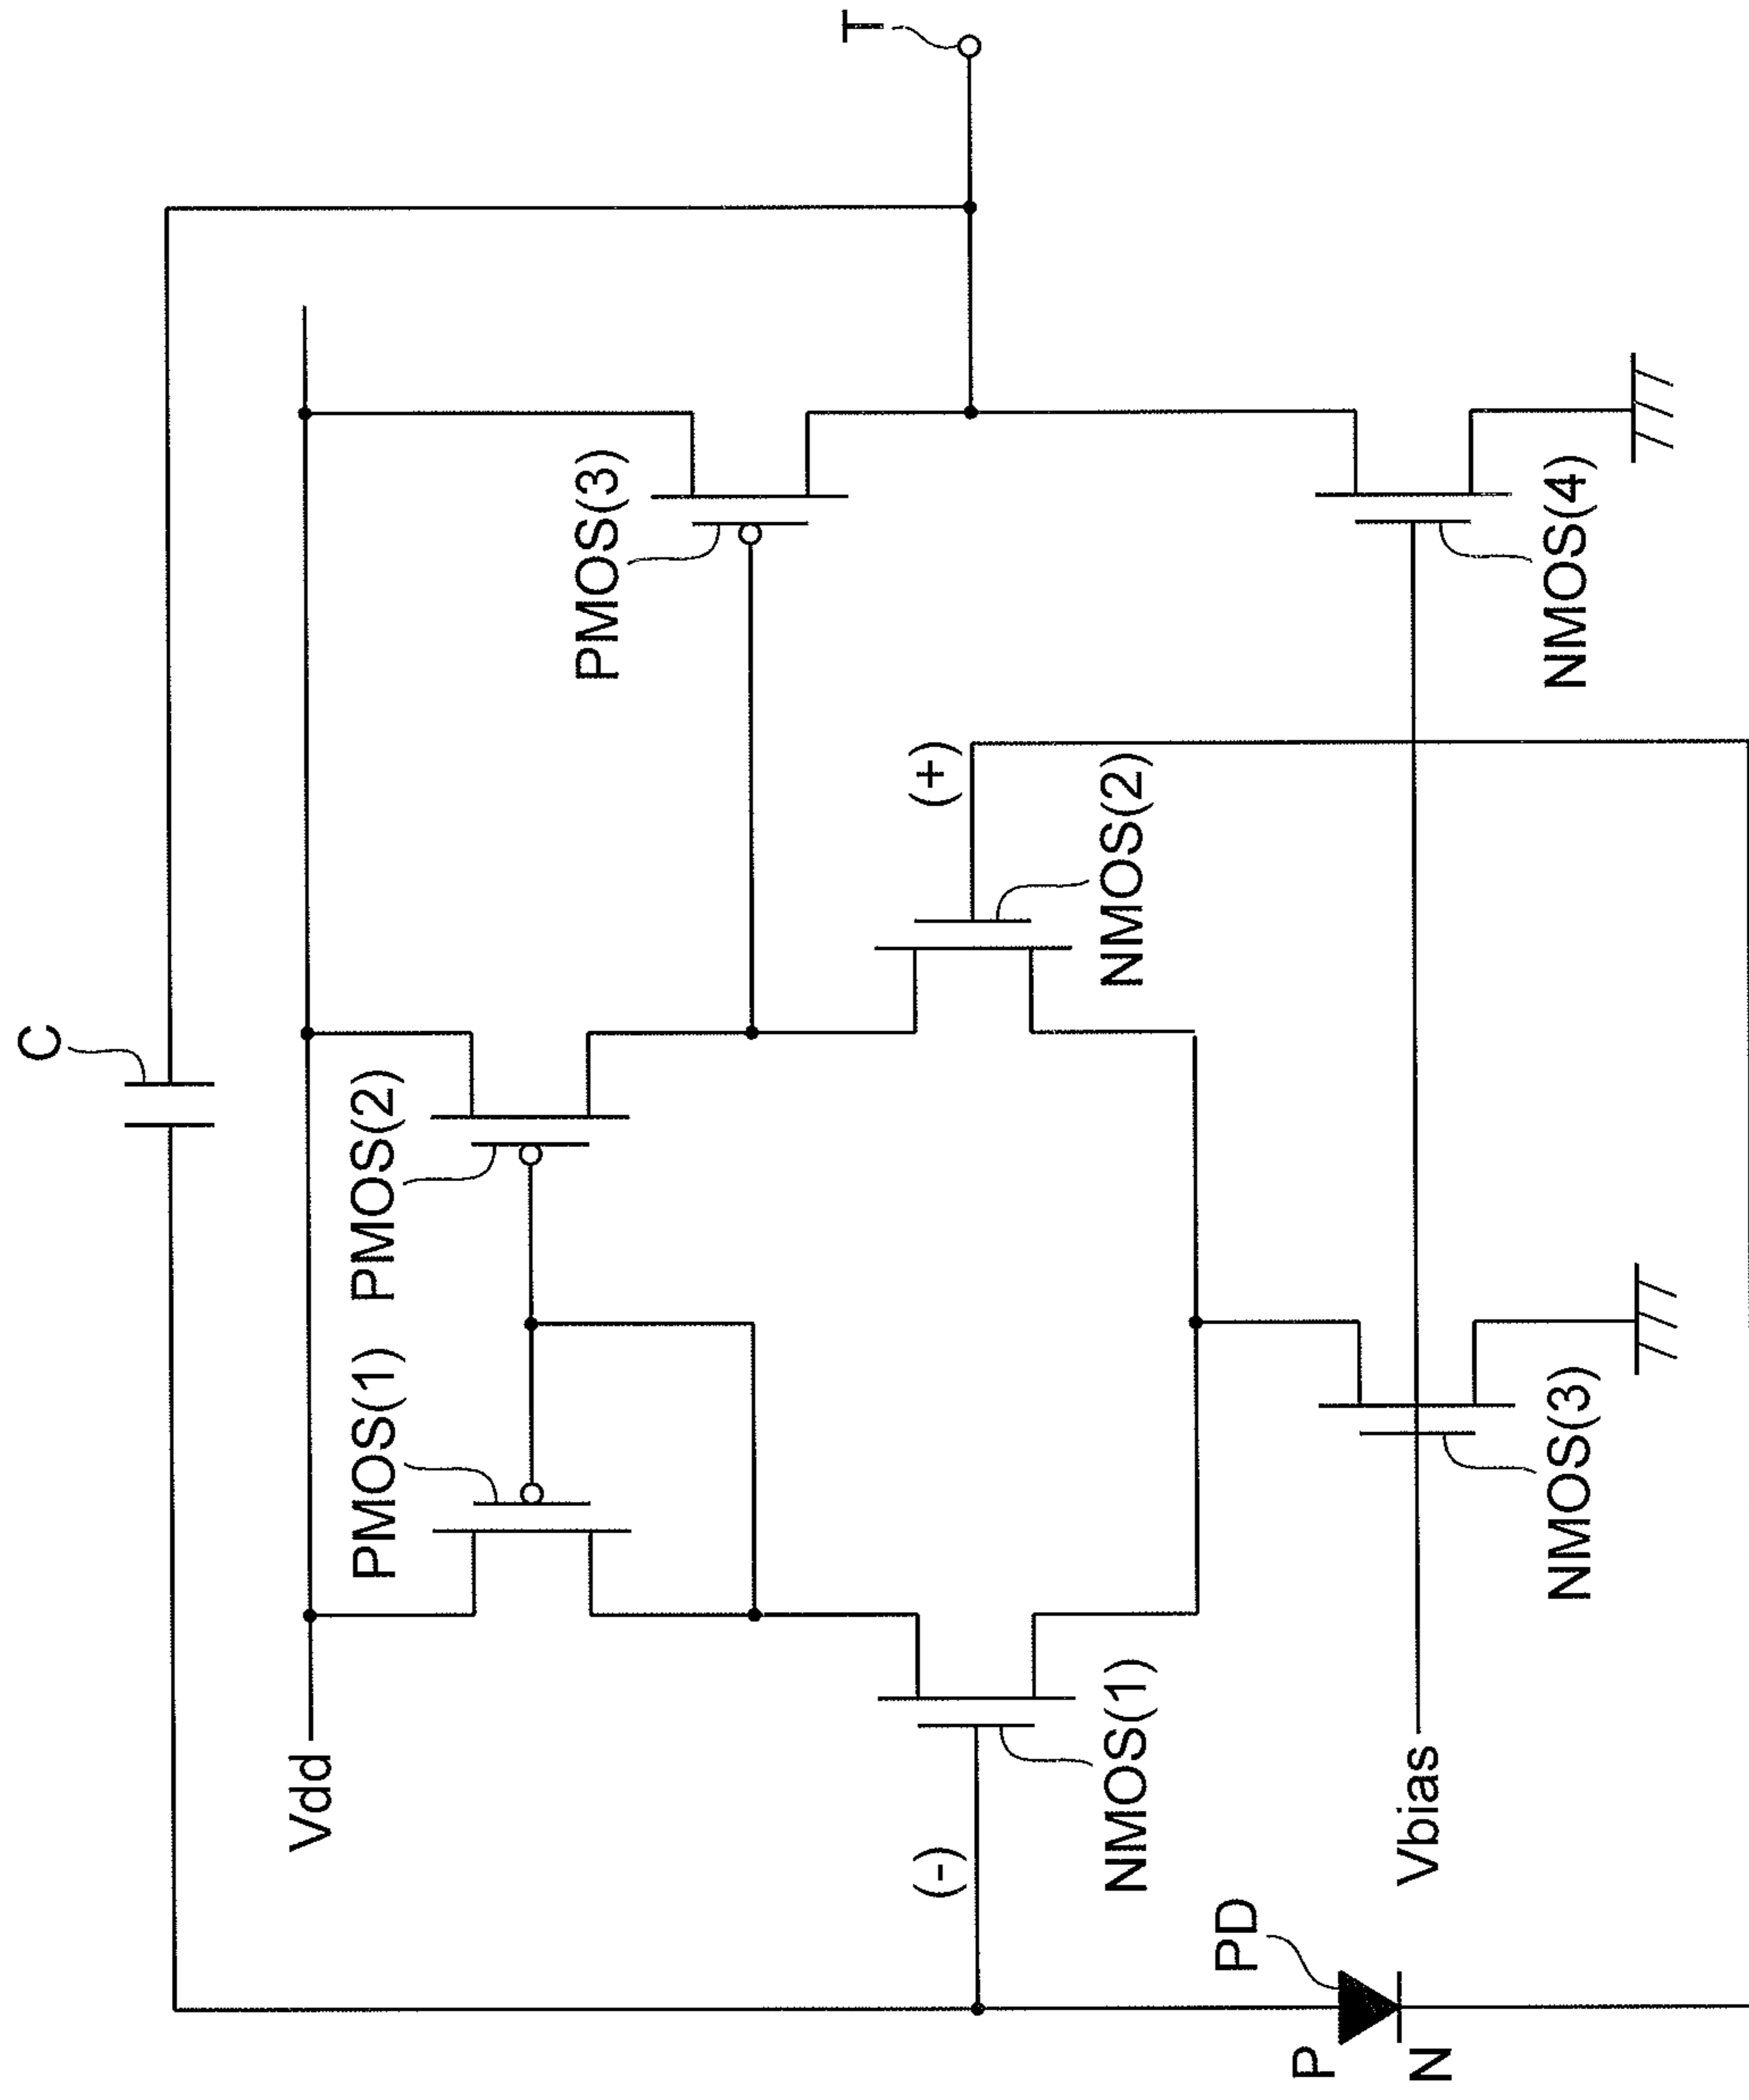 C
T
Vdd
PMOS(1)
PMOS(2)
PMOS(3)
(-)
(+)
NMOS(1)
NMOS(2)
PD
P
N
Vbias
NMOS(3)
NMOS(4)